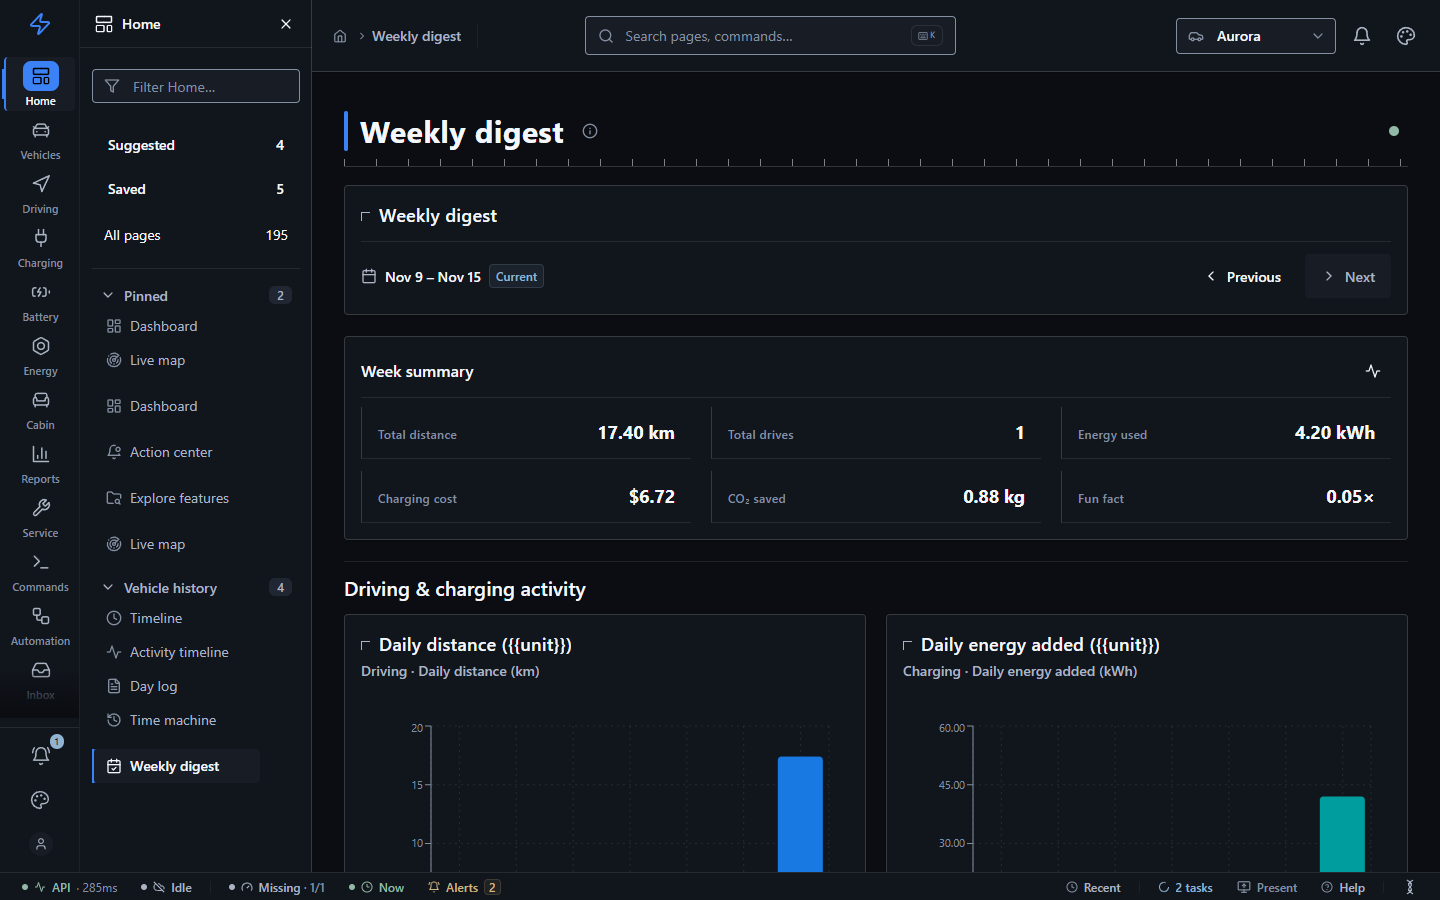 Home
Vehicles
Driving
Charging
Battery
Energy
Cabin
Reports
Service
Commands
Automation
Inbox
1
Home
Filter Home...
Suggested 4
Saved 5
All pages 195
Pinned 2
Dashboard
Live map
Dashboard
Action center
Explore features
Live map
Vehicle history 4
Timeline
Activity timeline
Day log
Time machine
Weekly digest
Weekly digest
Search pages, commands... K
Aurora
Weekly digest
Weekly digest
Nov 9 – Nov 15 Current Previous Next
Week summary
Total distance 17.40 km Total drives 1 Energy used 4.20 kWh
Charging cost $6.72 CO₂ saved 0.88 kg Fun fact 0.05×
Driving & charging activity
Daily distance ({{unit}})
Driving · Daily distance (km)
20
15
10
Daily energy added ({{unit}})
Charging · Daily energy added (kWh)
60.00
45.00
30.00
API · 285ms Idle Missing · 1/1 Now Alerts 2 Recent 2 tasks Present Help